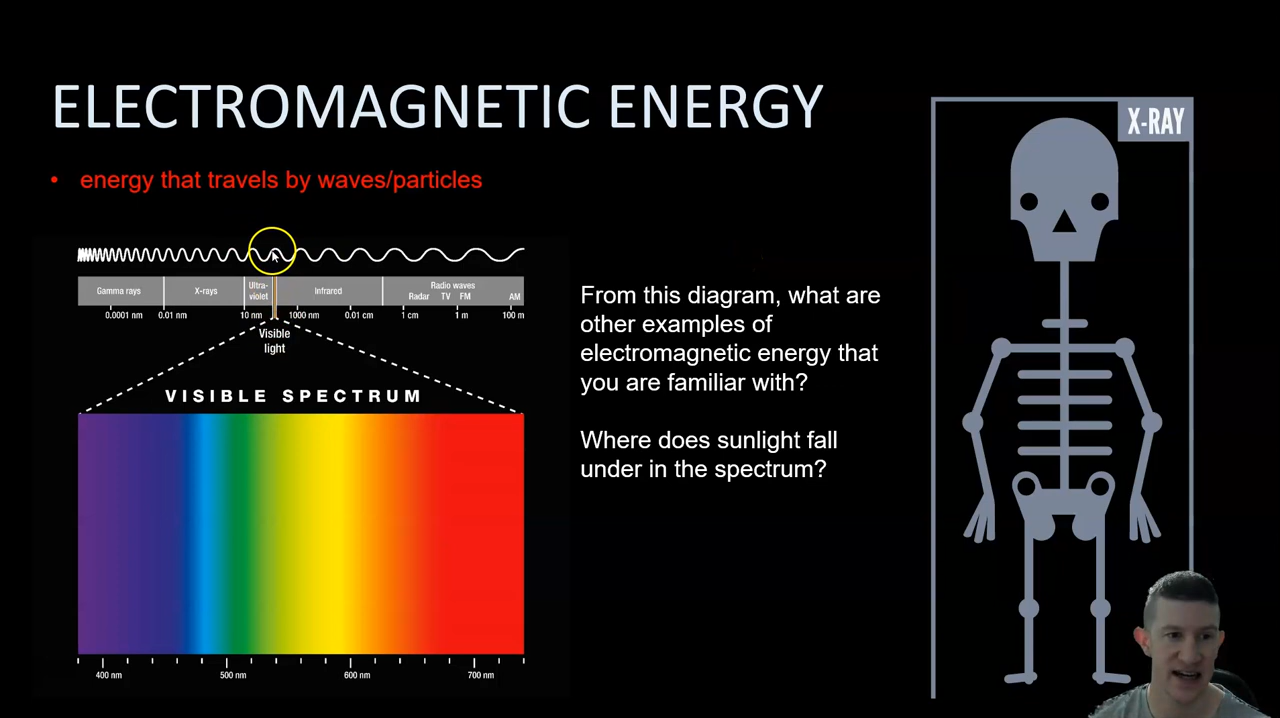 ELECTROMAGNETIC ENERGY
X-RAY
• energy that travels by waves/particles
Gamma rays X-rays Ultra-violet Infrared Radio waves
Radar TV FM AM
0.0001 nm 0.01 nm 10 nm 1000 nm 0.01 cm 1 cm 1 m 100 m
Visible
light
VISIBLE SPECTRUM
400 nm 500 nm 600 nm 700 nm
From this diagram, what are
other examples of
electromagnetic energy that
you are familiar with?
Where does sunlight fall
under in the spectrum?